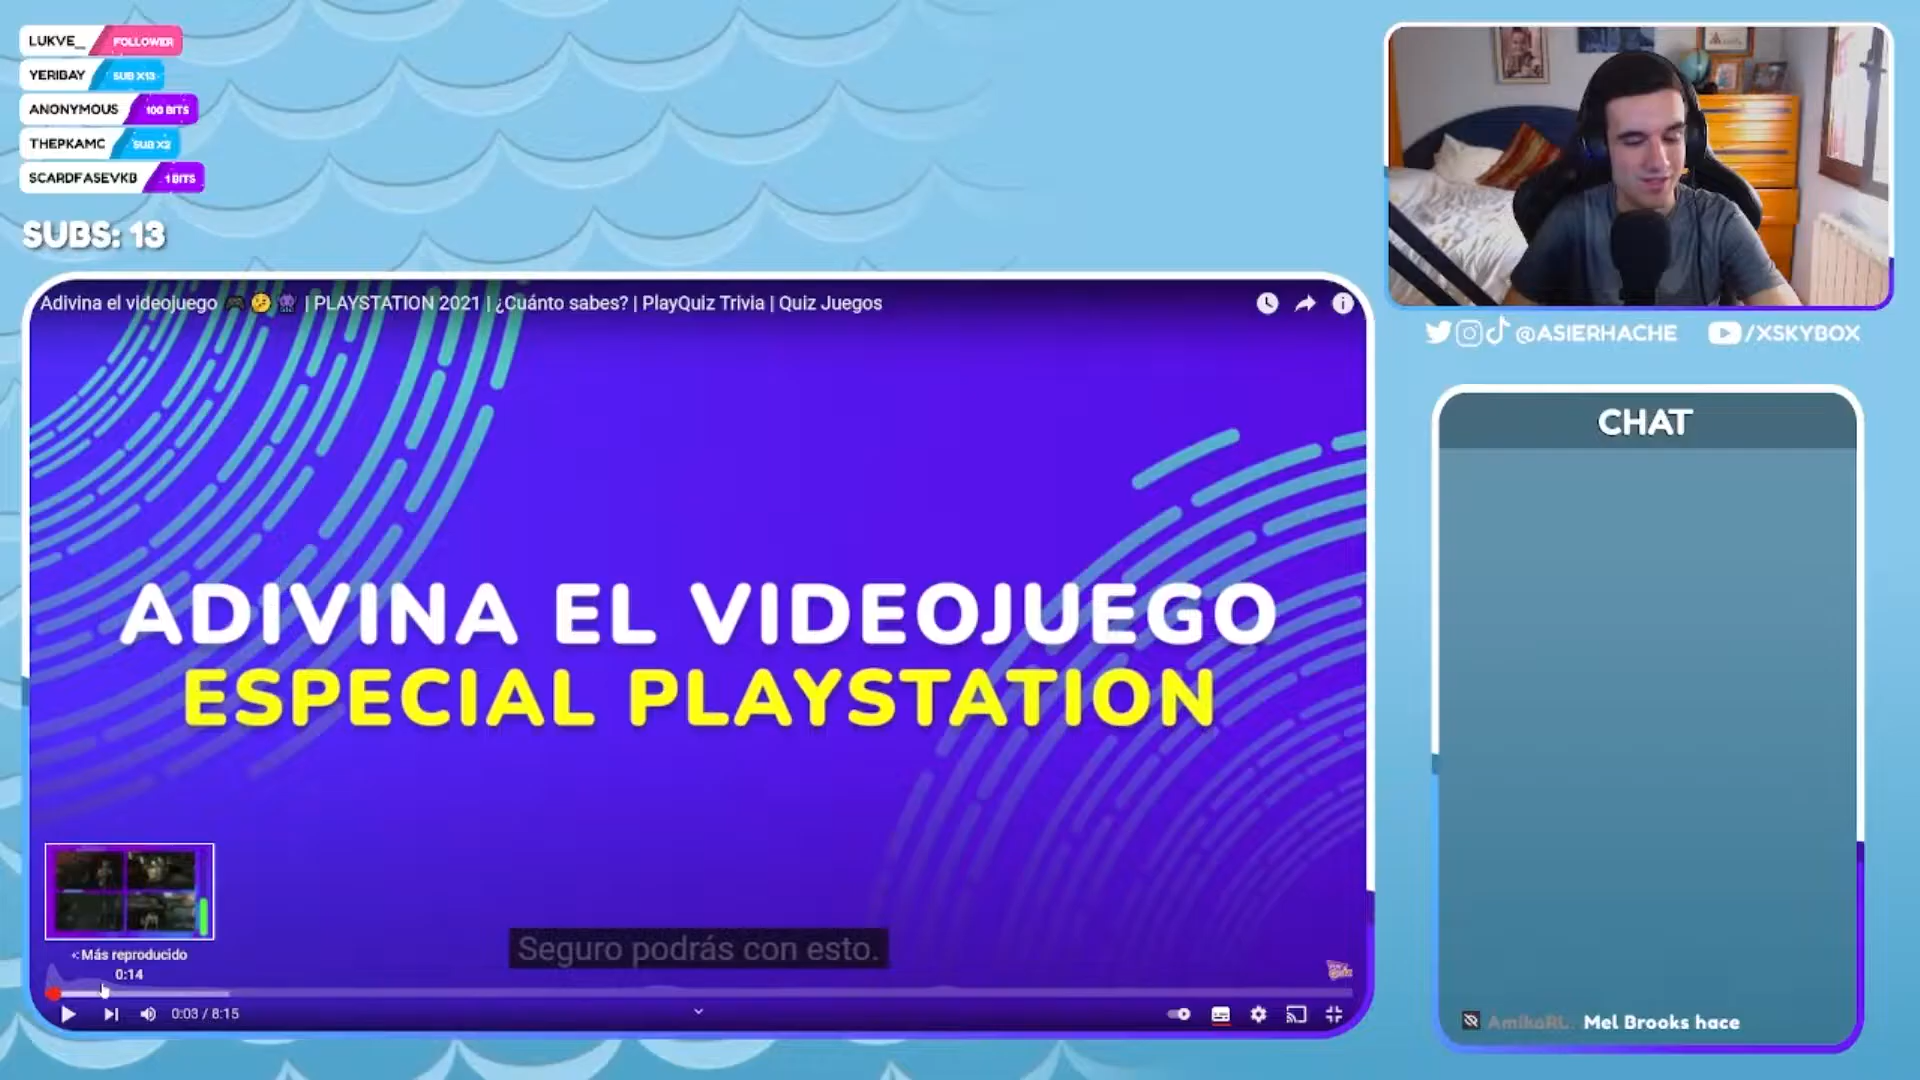 LUKVE_ FOLLOWER
YERIBAY SUB X13
ANONYMOUS 100 BITS
THEPKAMC SUB X2
SCARDFASEVKB 1 BITS
SUBS: 13
Adivina el videojuego 🎮🤔👾 | PLAYSTATION 2021 | ¿Cuánto sabes? | PlayQuiz Trivia | Quiz Juegos
@ASIERHACHE /XSKYBOX
CHAT
ADIVINA EL VIDEOJUEGO
ESPECIAL PLAYSTATION
Seguro podrás con esto.
Más reproducido
0:14
0:03 / 8:15
AmikaRL: Mel Brooks hace